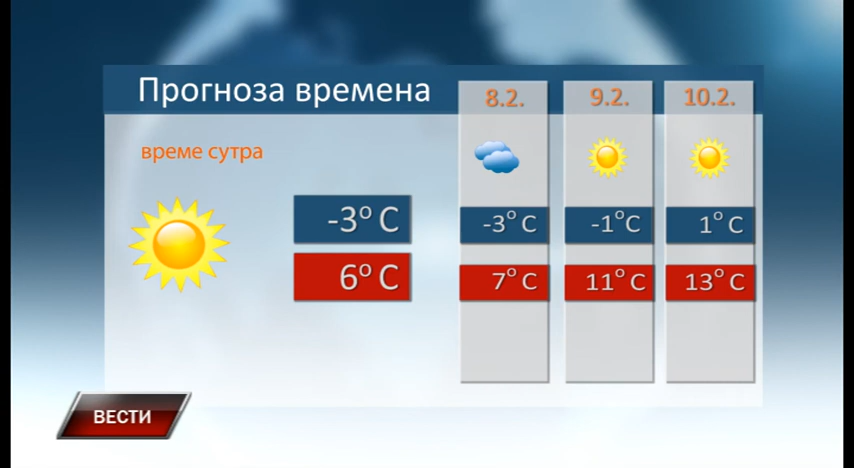 Прогноза времена
време сутра
-3° C
6° C
8.2.
-3° C
7° C
9.2.
-1°C
11° C
10.2.
1° C
13° C
ВЕСТИ